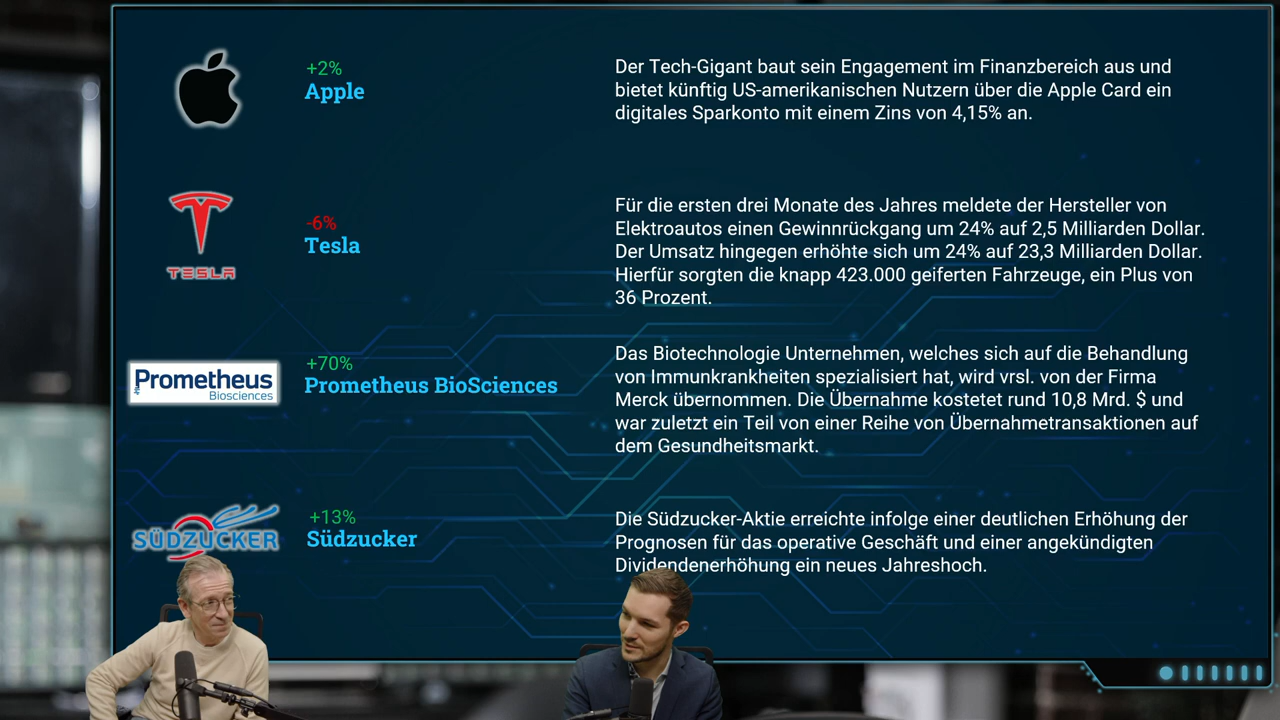 +2%
Apple
Der Tech-Gigant baut sein Engagement im Finanzbereich aus und
bietet künftig US-amerikanischen Nutzern über die Apple Card ein
digitales Sparkonto mit einem Zins von 4,15% an.
TESLA
-6%
Tesla
Für die ersten drei Monate des Jahres meldete der Hersteller von
Elektroautos einen Gewinnrückgang um 24% auf 2,5 Milliarden Dollar.
Der Umsatz hingegen erhöhte sich um 24% auf 23,3 Milliarden Dollar.
Hierfür sorgten die knapp 423.000 geiferten Fahrzeuge, ein Plus von
36 Prozent.
Prometheus
Biosciences
+70%
Prometheus BioSciences
Das Biotechnologie Unternehmen, welches sich auf die Behandlung
von Immunkrankheiten spezialisiert hat, wird vrsl. von der Firma
Merck übernommen. Die Übernahme kostetet rund 10,8 Mrd. $ und
war zuletzt ein Teil von einer Reihe von Übernahmetransaktionen auf
dem Gesundheitsmarkt.
SÜDZUCKER
+13%
Südzucker
Die Südzucker-Aktie erreichte infolge einer deutlichen Erhöhung der
Prognosen für das operative Geschäft und einer angekündigten
Dividendenerhöhung ein neues Jahreshoch.